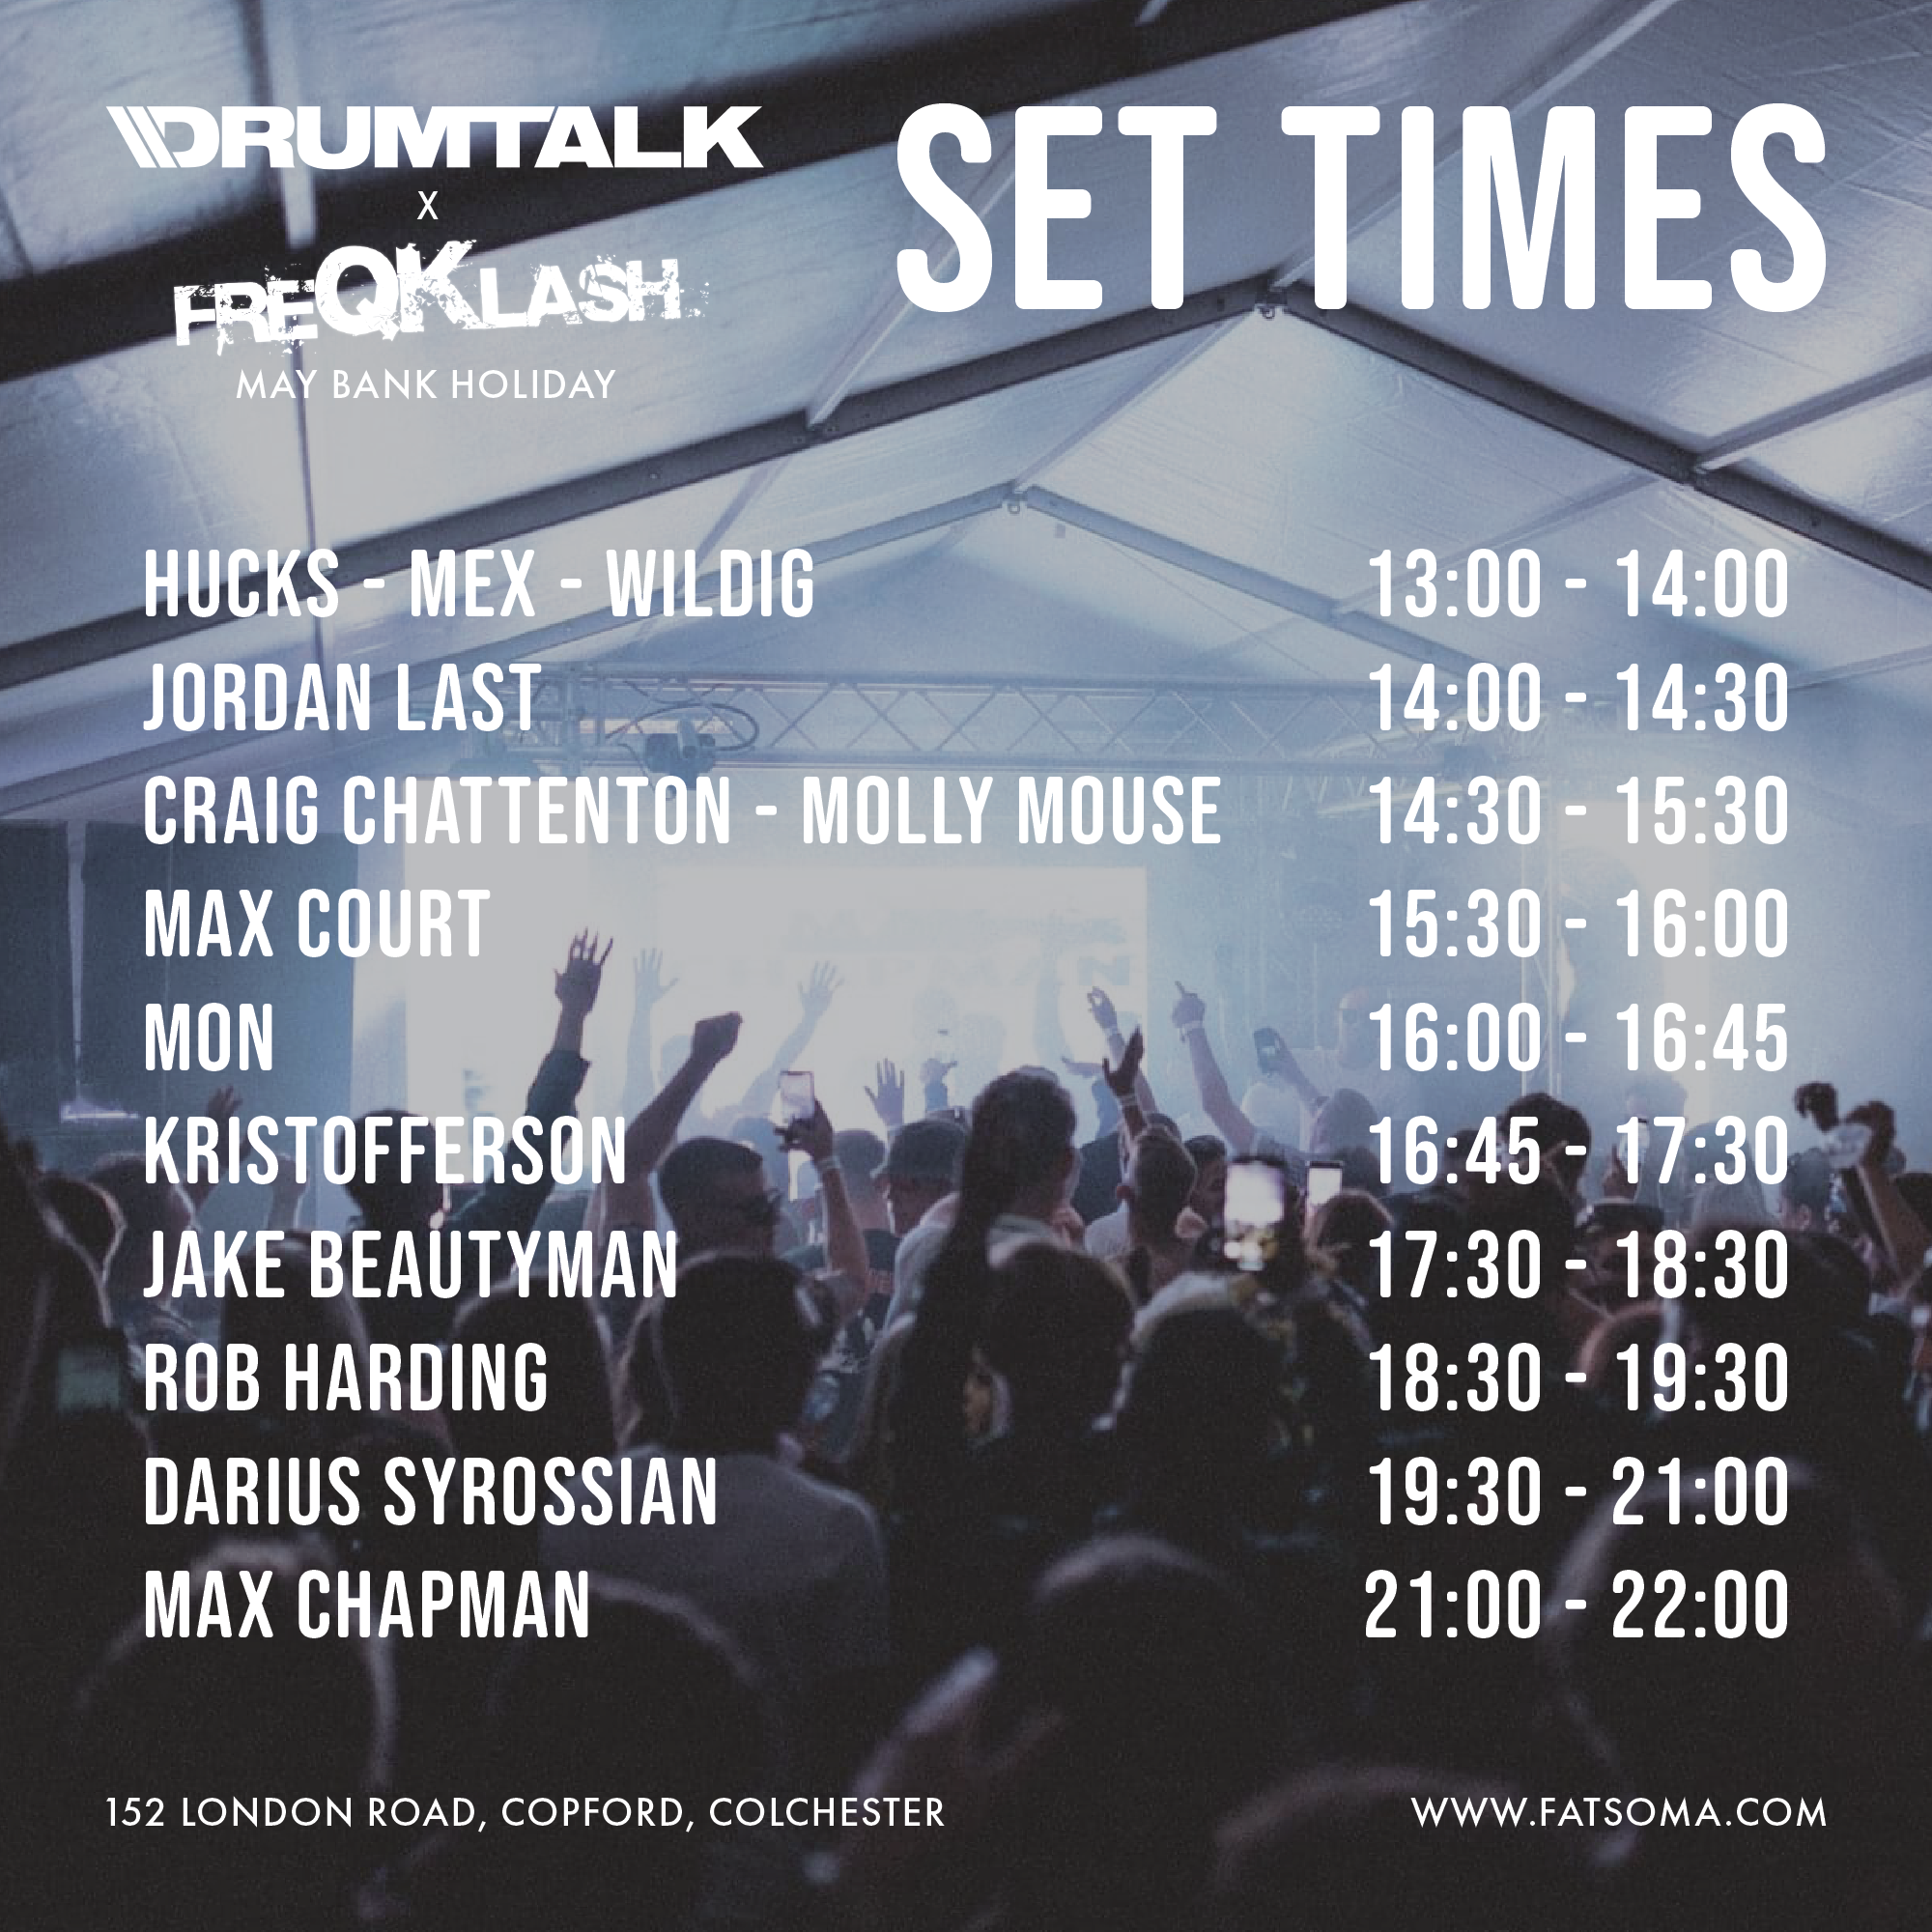 DRUMTALK
X
FREQKLASH
MAY BANK HOLIDAY
SET TIMES
HUCKS - MEX - WILDIG 13:00 - 14:00
JORDAN LAST 14:00 - 14:30
CRAIG CHATTENTON - MOLLY MOUSE 14:30 - 15:30
MAX COURT 15:30 - 16:00
MON 16:00 - 16:45
KRISTOFFERSON 16:45 - 17:30
JAKE BEAUTYMAN 17:30 - 18:30
ROB HARDING 18:30 - 19:30
DARIUS SYROSSIAN 19:30 - 21:00
MAX CHAPMAN 21:00 - 22:00
152 LONDON ROAD, COPFORD, COLCHESTER
WWW.FATSOMA.COM